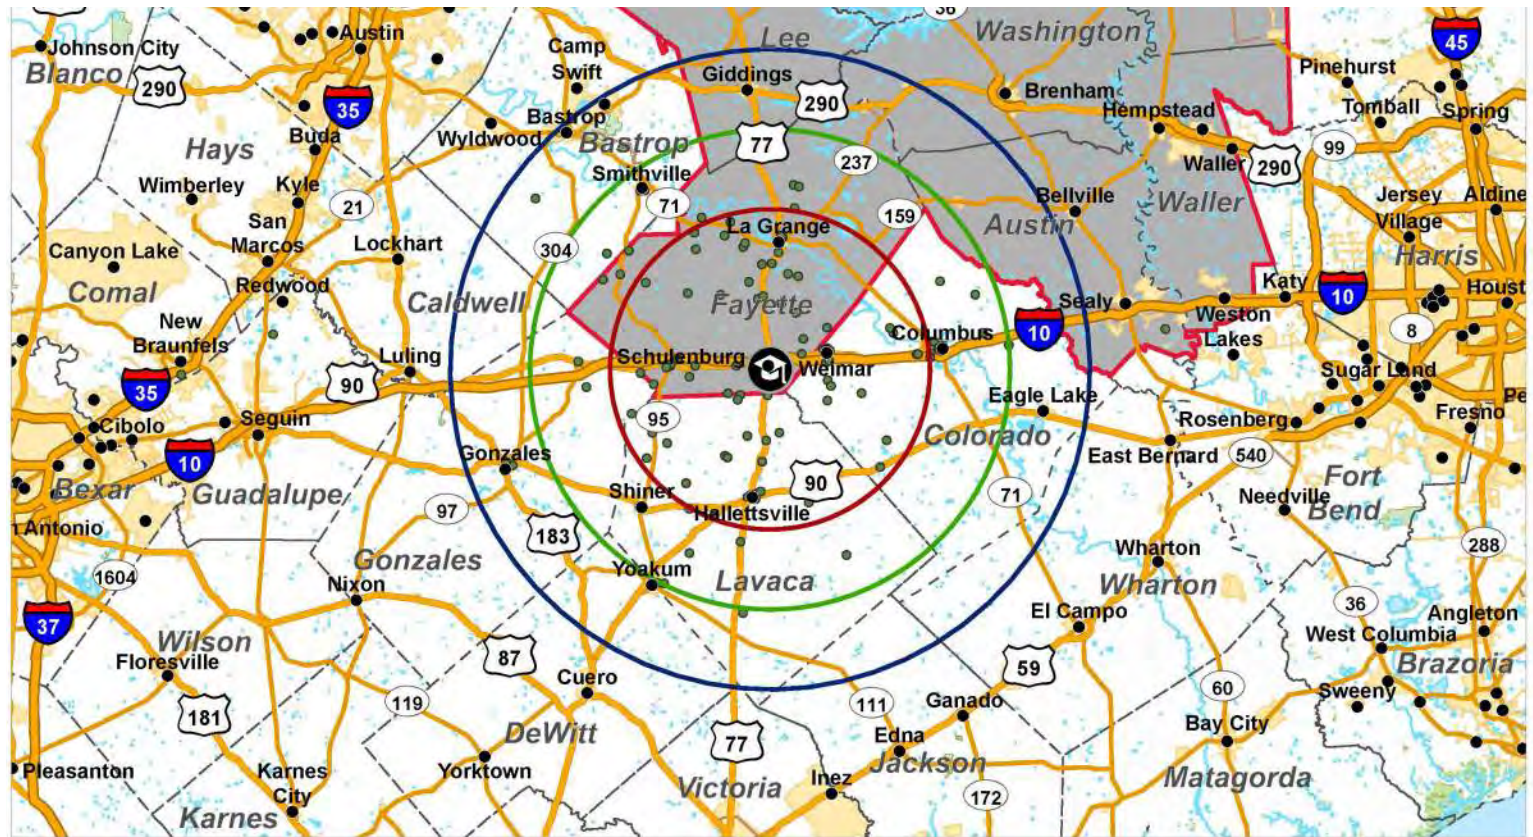 36
45
Austin
Johnson City
Blanco
290
35
Camp
Swift
Lee
Giddings
290
Washington
Brenham
Hempstead
Pinehurst
Tomball
Spring
Buda
Hays
Wyldwood
Bastrop
Bastrop
77
237
Waller
290
99
Wimberley
Kyle
21
Smithville
71
159
Bellville
Austin
Waller
Jersey
Village
Aldine
San
Marcos
Lockhart
304
La Grange
Canyon Lake
Comal
Redwood
Caldwell
Fayette
Sealy
Katy
10
Harris
Houst
New
Braunfels
Luling
90
35
Schulenburg
Weimar
Columbus
10
Weston
Lakes
8
Sugar Land
Cibolo
Seguin
10
95
Eagle Lake
Colorado
Rosenberg
Fresno
Pe
Bexar
Guadalupe
Gonzales
East Bernard
540
Fort
Bend
n Antonio
97
Shiner
90
Hallettsville
71
Needville
183
288
1604
Gonzales
Nixon
Yoakum
Lavaca
Wharton
Wharton
37
El Campo
36
Angleton
West Columbia
Brazoria
Wilson
Floresville
87
59
181
119
Cuero
111
Ganado
60
Sweeny
Bay City
DeWitt
77
Edna
Jackson
Pleasanton
Karnes
City
Yorktown
Victoria
Inez
172
Matagorda
Karnes